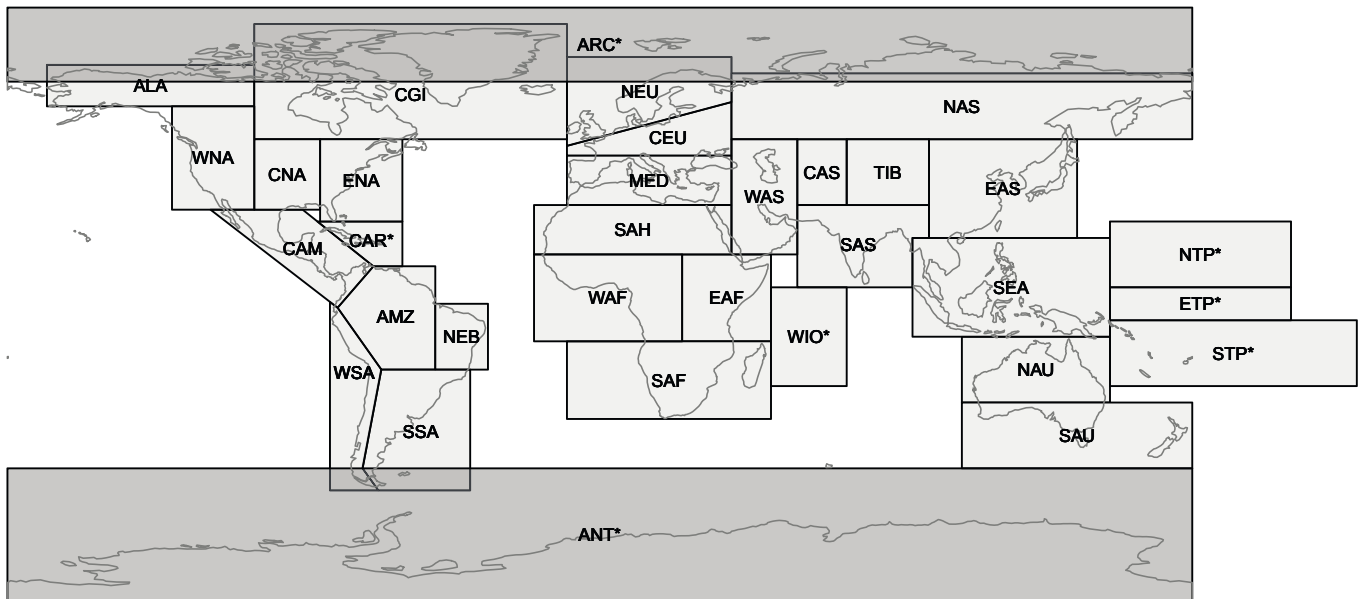 ARC*
ALA
CGI
NEU
NAS
CEU
WNA
CNA
ENA
MED
WAS
CAS
TIB
EAS
SAH
CAR*
CAM
SAS
NTP*
SEA
WAF
EAF
ETP*
AMZ
NEB
WIO*
STP*
WSA
SAF
NAU
SSA
SAU
ANT*